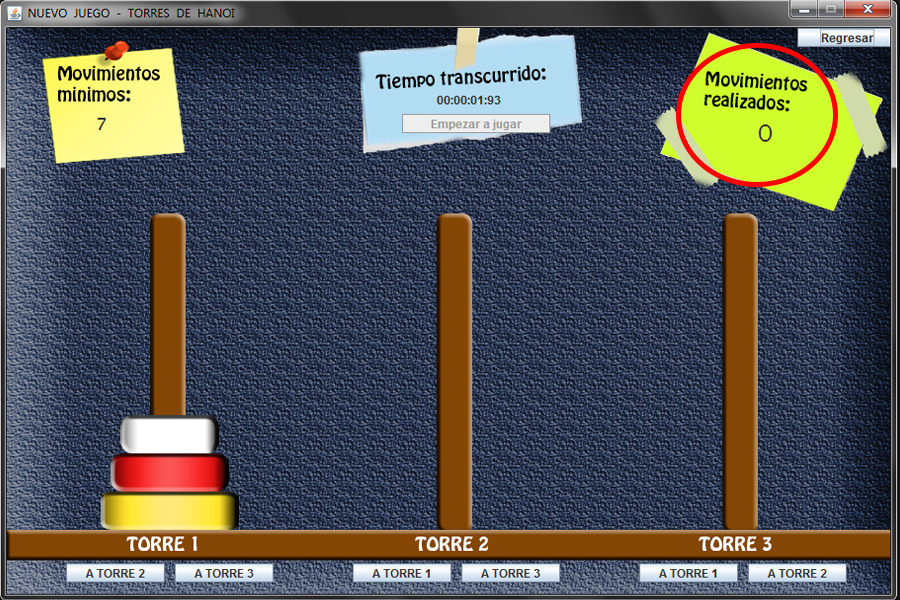 NUEVO JUEGO - TORRES DE HANOI
Regresar
Movimientos
minimos:
7
Tiempo transcurrido:
00:00:01:93
Empezar a jugar
Movimientos
realizados:
0
TORRE 1
TORRE 2
TORRE 3
A TORRE 2
A TORRE 3
A TORRE 1
A TORRE 3
A TORRE 1
A TORRE 2